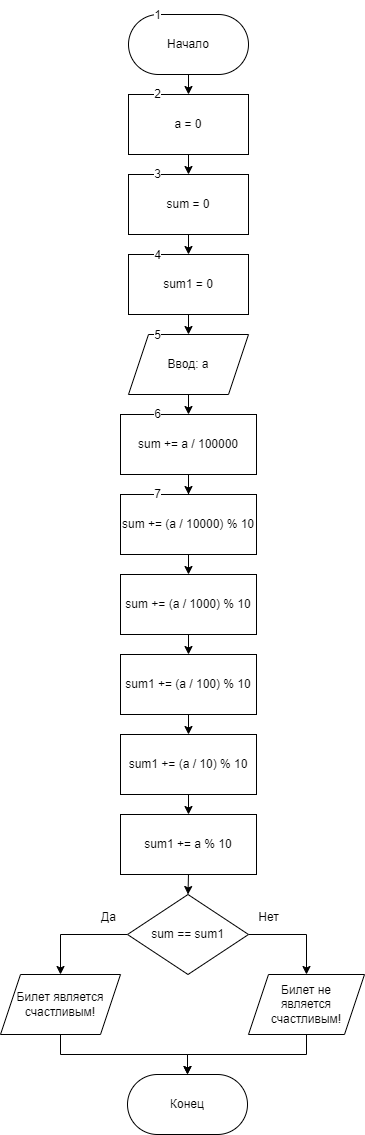 1
Начало
2
a = 0
3
sum = 0
4
sum1 = 0
5
Ввод: a
6
sum += a / 100000
7
sum += (a / 10000) % 10
sum += (a / 1000) % 10
sum1 += (a / 100) % 10
sum1 += (a / 10) % 10
sum1 += a % 10
Да
sum == sum1
Нет
Билет является
счастливым!
Билет не
является
счастливым!
Конец